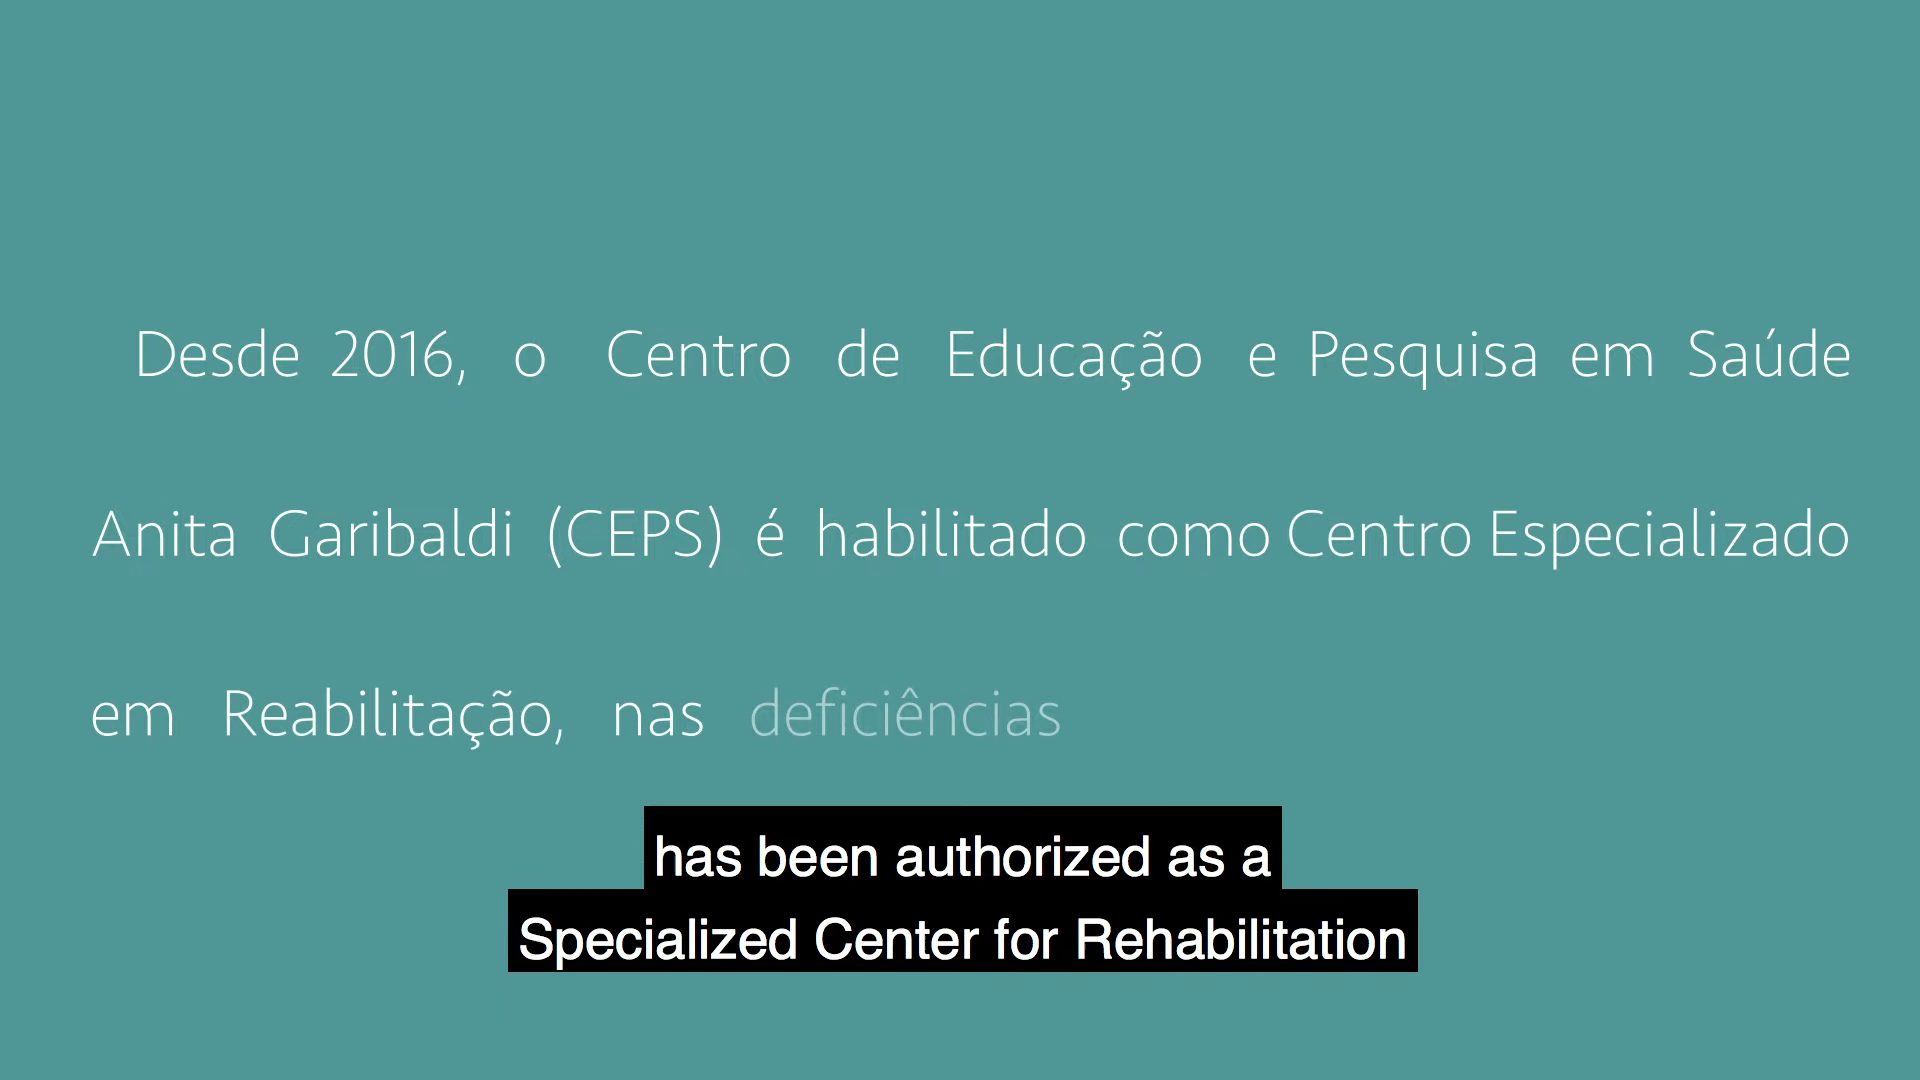 Desde 2016, o Centro de Educação e Pesquisa em Saúde
Anita Garibaldi (CEPS) é habilitado como Centro Especializado
em Reabilitação, nas deficiências
has been authorized as a
Specialized Center for Rehabilitation